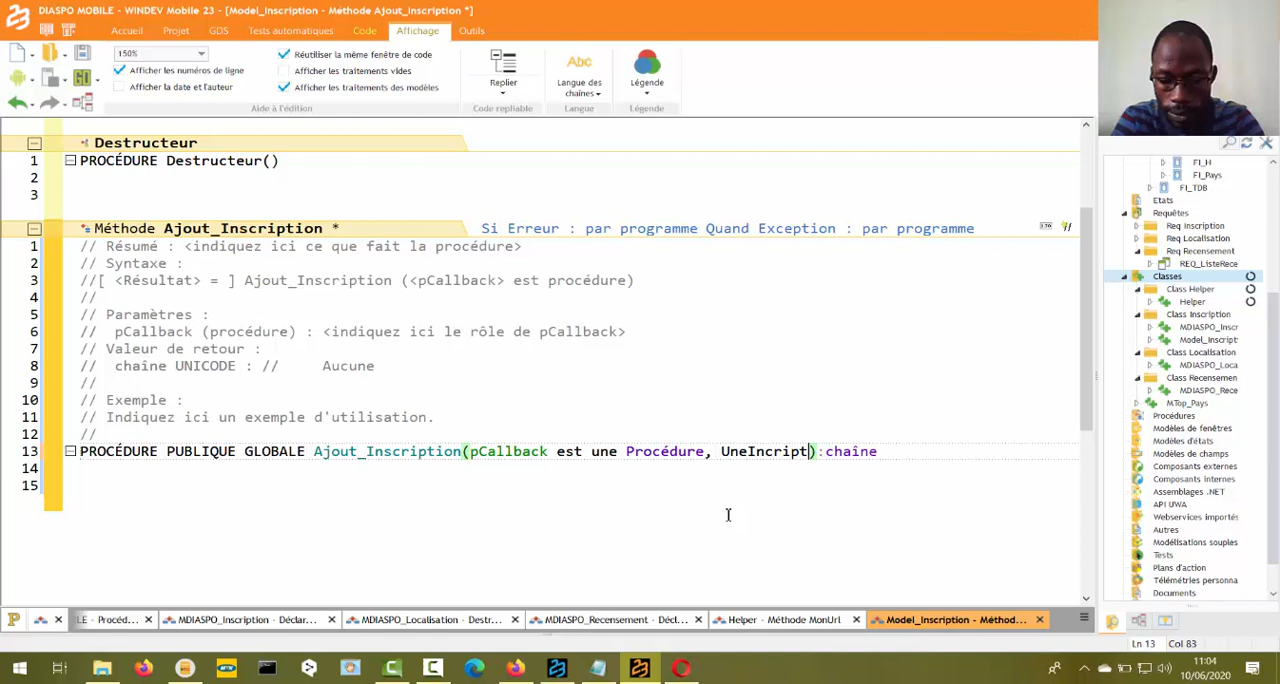 DIASPO MOBILE - WINDEV Mobile 23 - [Model_Inscription - Méthode Ajout_Inscription *]
Accueil Projet GDS Tests automatiques Code Affichage Outils
150%
Afficher les numéros de ligne
Afficher la date et l'auteur
Réutiliser la même fenêtre de code
Afficher les traitements vides
Afficher les traitements des modèles
Aide à l'édition
Replier
Code repliable
Abc
Langue des chaînes
Langue
Légende
Légende
Destructeur
1 PROCÉDURE Destructeur()
2
3
Méthode Ajout_Inscription * Si Erreur : par programme Quand Exception : par programme
1 // Résumé : <indiquez ici ce que fait la procédure>
2 // Syntaxe :
3 //[ <Résultat> = ] Ajout_Inscription (<pCallback> est procédure)
4 //
5 // Paramètres :
6 // pCallback (procédure) : <indiquez ici le rôle de pCallback>
7 // Valeur de retour :
8 // chaîne UNICODE : // Aucune
9 //
10 // Exemple :
11 // Indiquez ici un exemple d'utilisation.
12 //
13 PROCÉDURE PUBLIQUE GLOBALE Ajout_Inscription(pCallback est une Procédure, UneIncript):chaîne
14
15
FI_H
FI_Pays
FI_TDB
Etats
Requêtes
Req Inscription
Req Localisation
Req Recensement
REQ_ListeRece
Classes
Class Helper
Helper
Class Inscription
MDIASPO_Inscr
Model_Inscript
Class Localisation
MDIASPO_Loca
Class Recensemen
MDIASPO_Rece
MTop_Pays
Procédures
Modèles de fenêtres
Modèles d'états
Modèles de champs
Composants externes
Composants internes
Assemblages .NET
API UWA
Webservices importés
Autres
Modélisations souples
Tests
Plans d'action
Télémétries personna
Documents
LE - Procéd... MDIASPO_Inscription - Déclar... MDIASPO_Localisation - Destr... MDIASPO_Recensement - Décl... Helper - Méthode MonUrl Model_Inscription - Méthod...
Ln 13 Col 83
11:04
10/06/2020